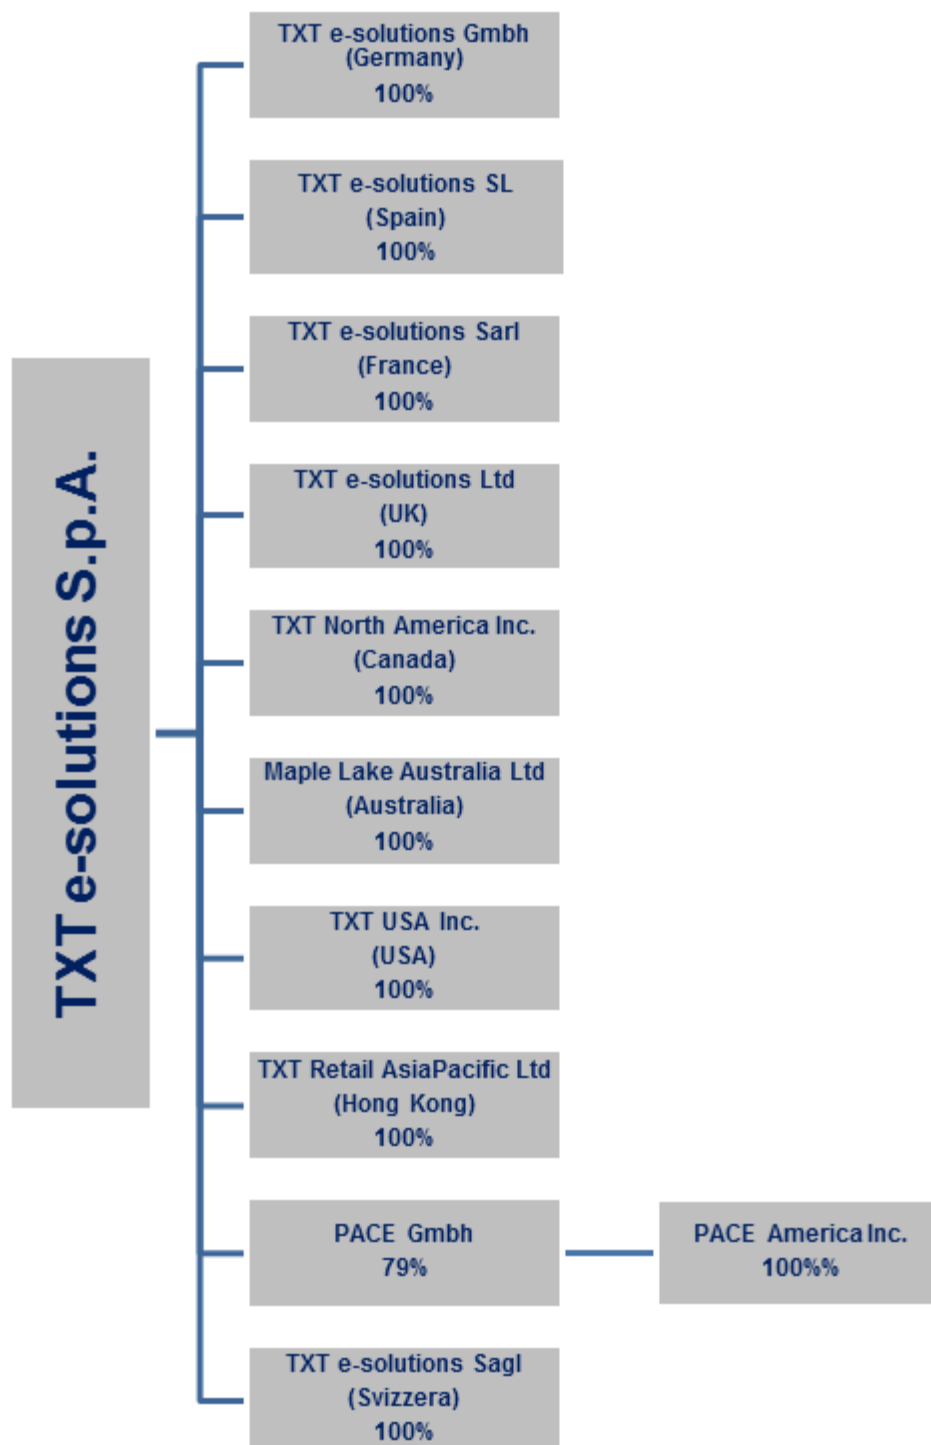 TXT e-solutions S.p.A.
TXT e-solutions Gmbh
(Germany)
100%
TXT e-solutions SL
(Spain)
100%
TXT e-solutions Sarl
(France)
100%
TXT e-solutions Ltd
(UK)
100%
TXT North America Inc.
(Canada)
100%
Maple Lake Australia Ltd
(Australia)
100%
TXT USA Inc.
(USA)
100%
TXT Retail AsiaPacific Ltd
(Hong Kong)
100%
PACE Gmbh
79%
PACE America Inc.
100%%
TXT e-solutions Sagl
(Svizzera)
100%